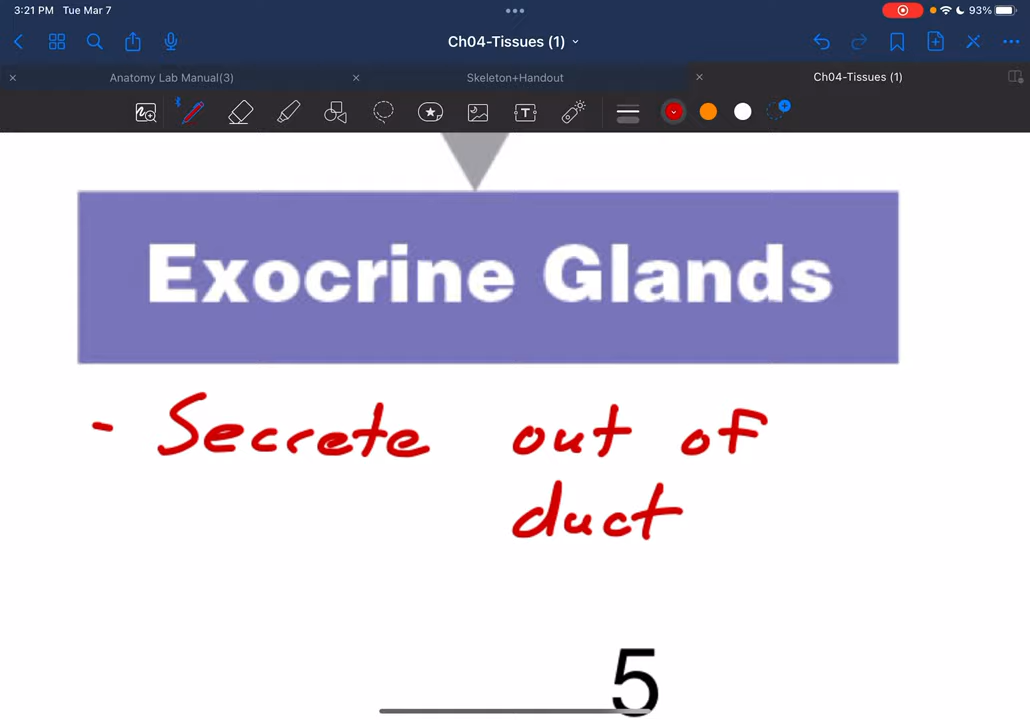 3:21 PM Tue Mar 7
93%
Ch04-Tissues (1)
Anatomy Lab Manual(3)
Skeleton+Handout
Ch04-Tissues (1)
T
Exocrine Glands
- Secrete out of
duct
5